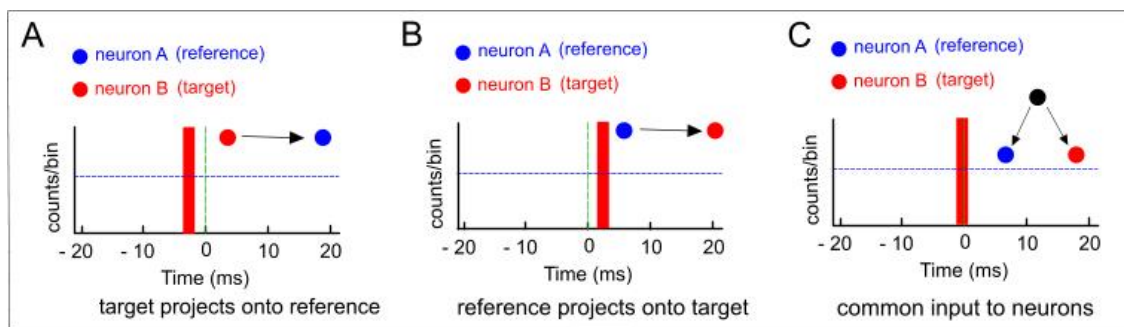 A
neuron A (reference)
neuron B (target)
counts/bin
- 20 - 10 0 10 20
Time (ms)
target projects onto reference
B
neuron A (reference)
neuron B (target)
counts/bin
- 20 - 10 0 10 20
Time (ms)
reference projects onto target
C
neuron A (reference)
neuron B (target)
counts/bin
- 20 - 10 0 10 20
Time (ms)
common input to neurons